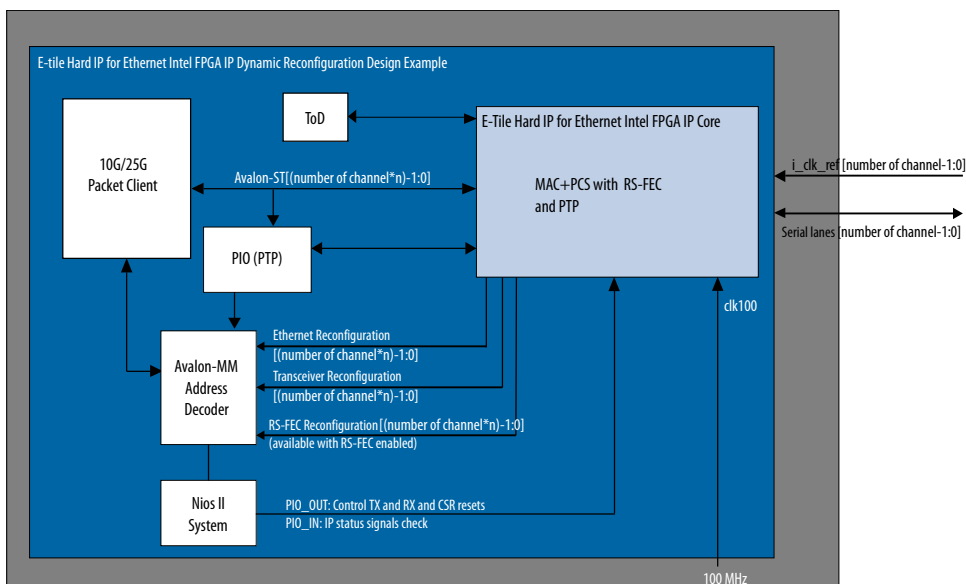 E-tile Hard IP for Ethernet Intel FPGA IP Dynamic Reconfiguration Design Example
ToD
E-Tile Hard IP for Ethernet Intel FPGA IP Core
10G/25G
Packet Client
Avalon-ST[(number of channel*n)-1:0]
MAC+PCS with RS-FEC
and PTP
i_clk_ref [number of channel-1:0]
Serial lanes [number of channel-1:0]
PIO (PTP)
clk100
Ethernet Reconfiguration
[(number of channel*n)-1:0]
Avalon-MM
Address
Decoder
Transceiver Reconfiguration
[(number of channel*n)-1:0]
RS-FEC Reconfiguration[(number of channel*n)-1:0]
(available with RS-FEC enabled)
Nios II
System
PIO_OUT: Control TX and RX and CSR resets
PIO_IN: IP status signals check
100 MHz